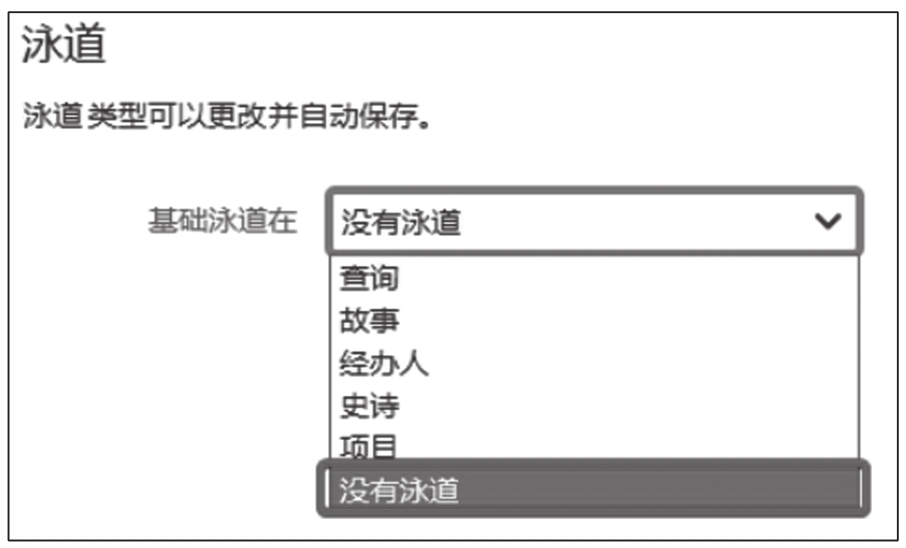 泳道
泳道类型可以更改并自动保存。
基础泳道在 没有泳道
查询
故事
经办人
史诗
项目
没有泳道